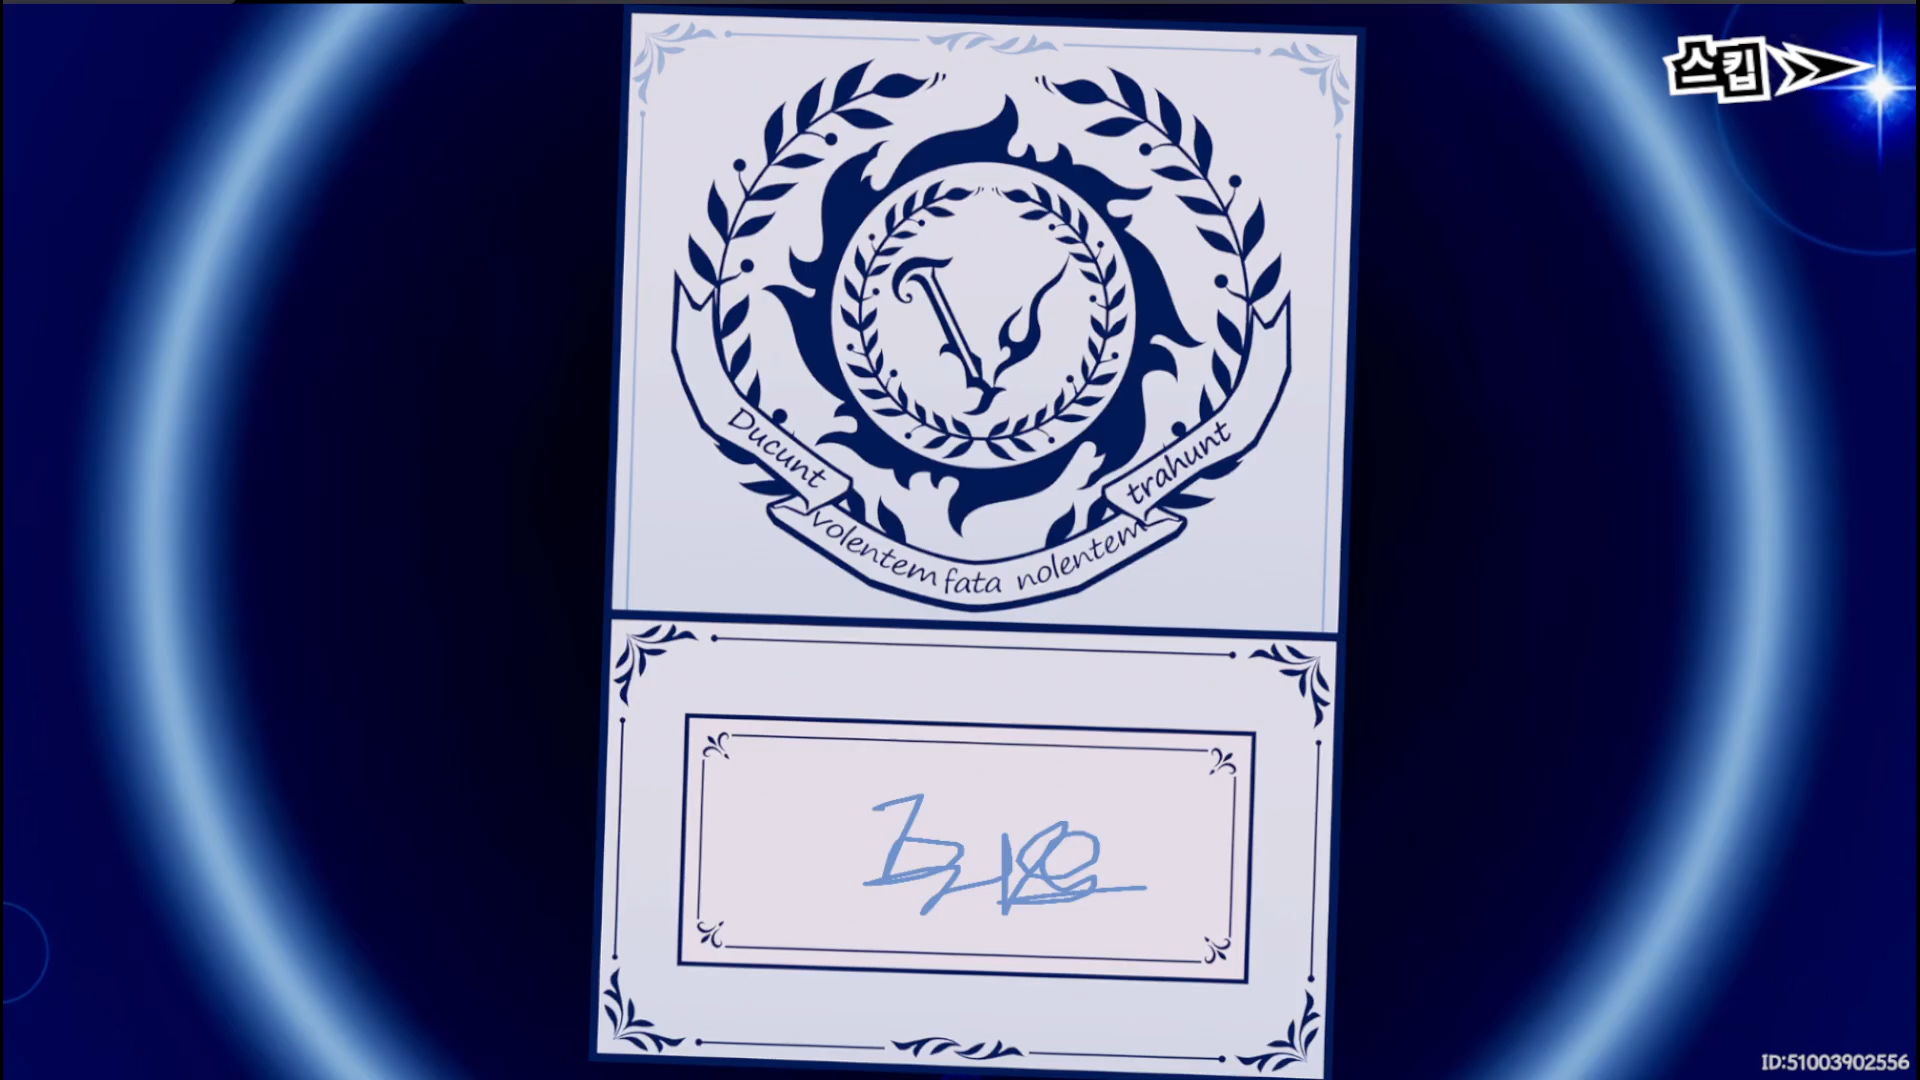 스킵
Ducunt volentem fata nolentem trahunt
ID:51003902556